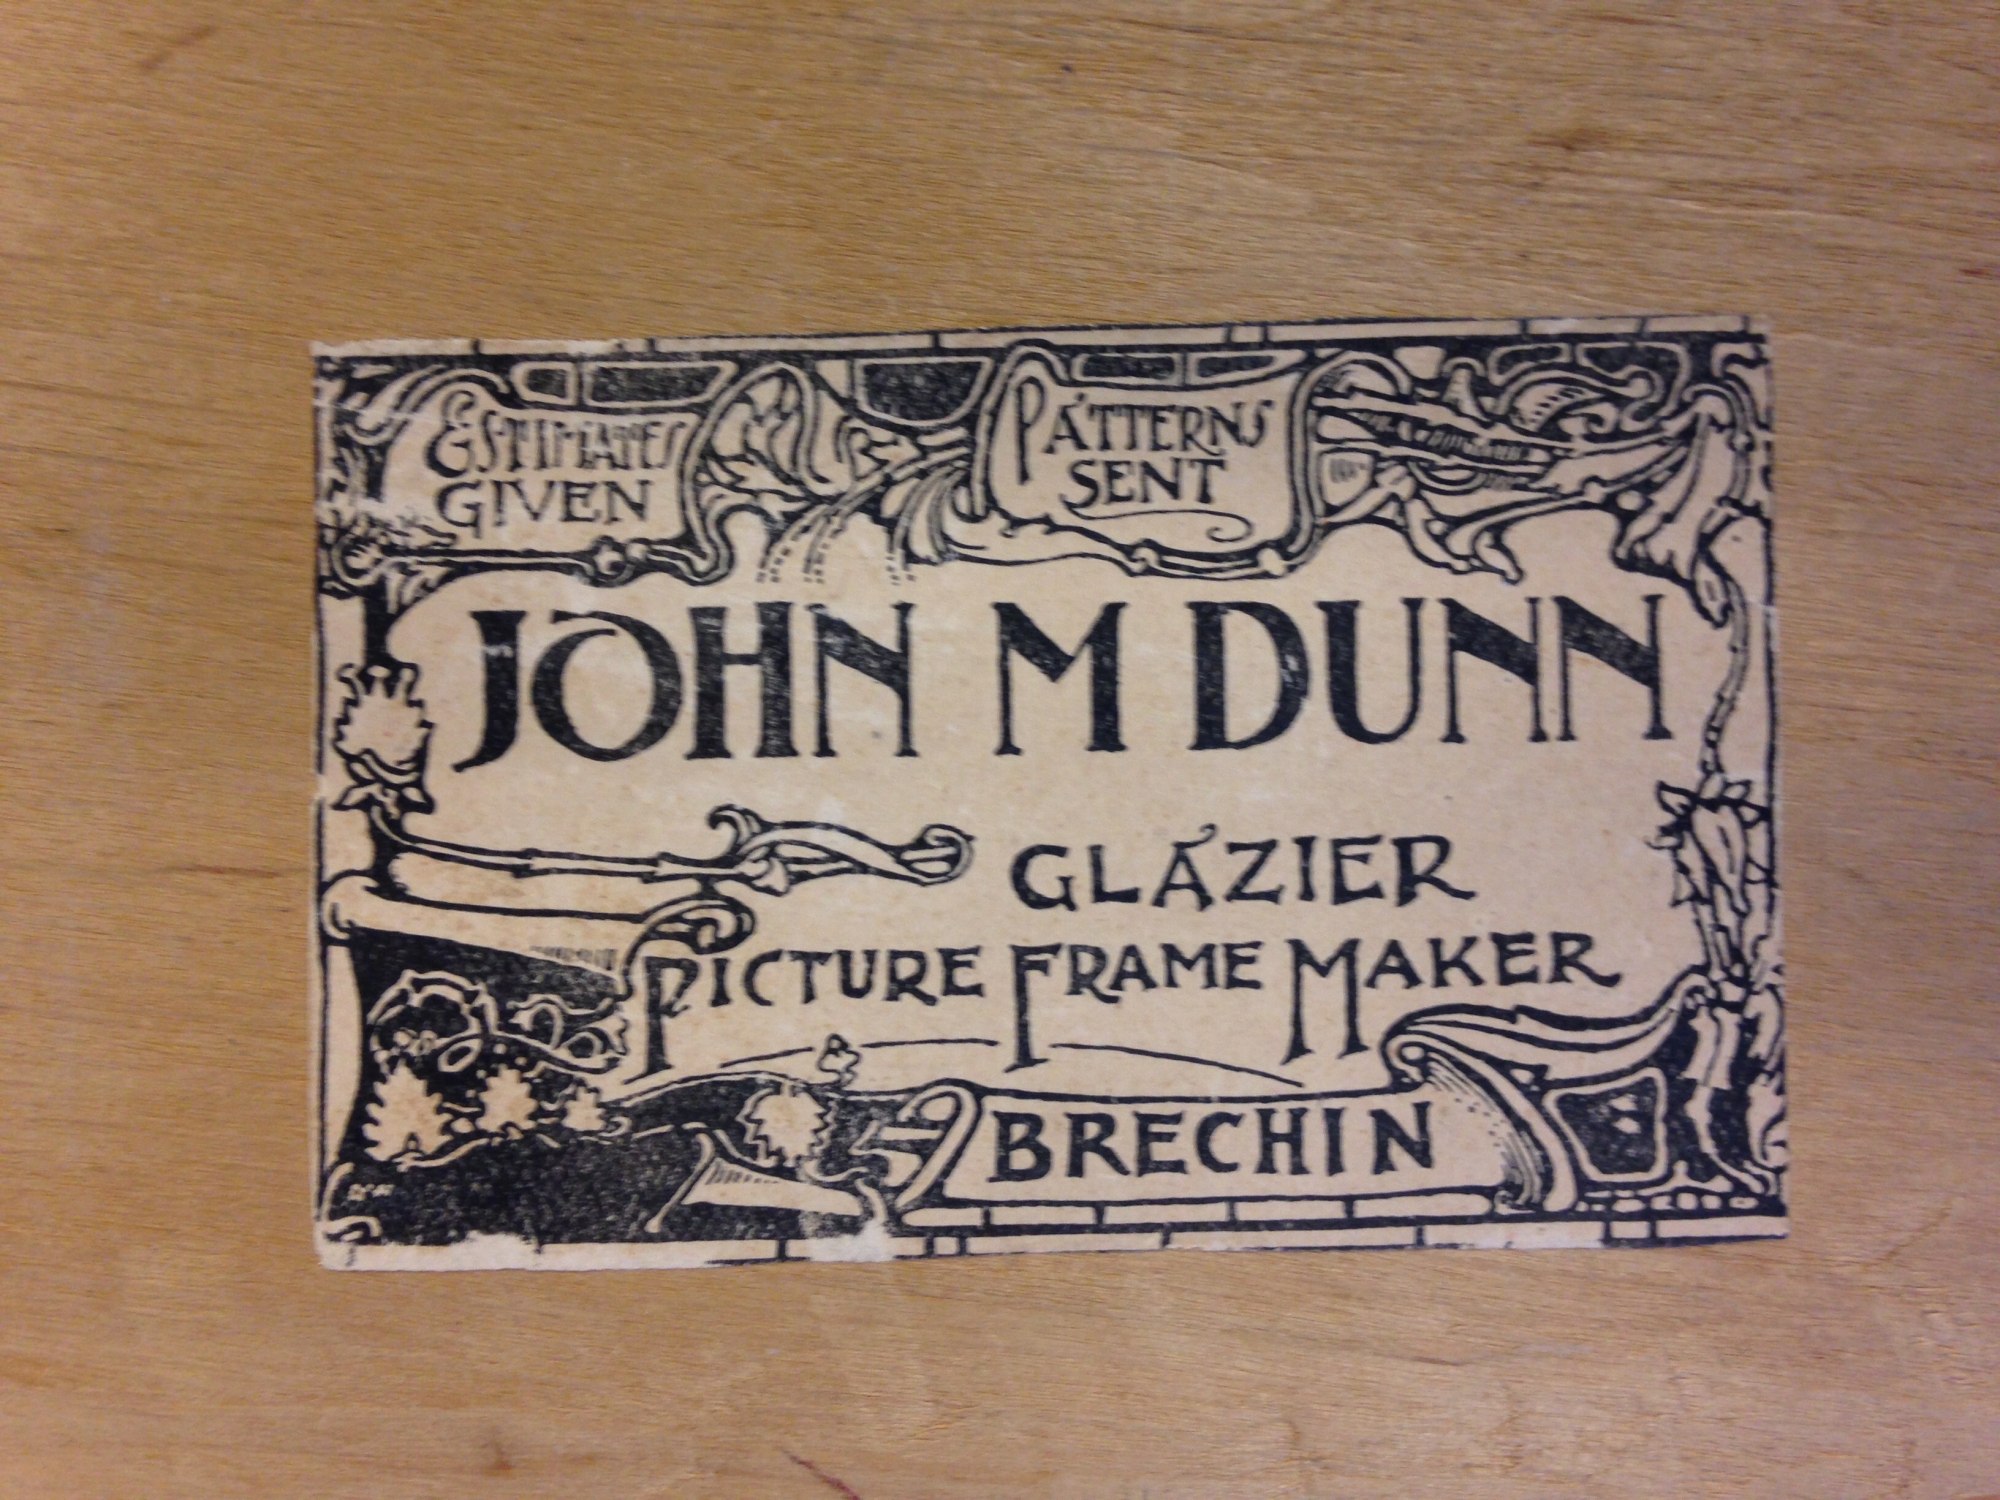 ESTIMATES
GIVEN
PATTERNS
SENT
JOHN M DUNN
GLAZIER
PICTURE FRAME MAKER
BRECHIN